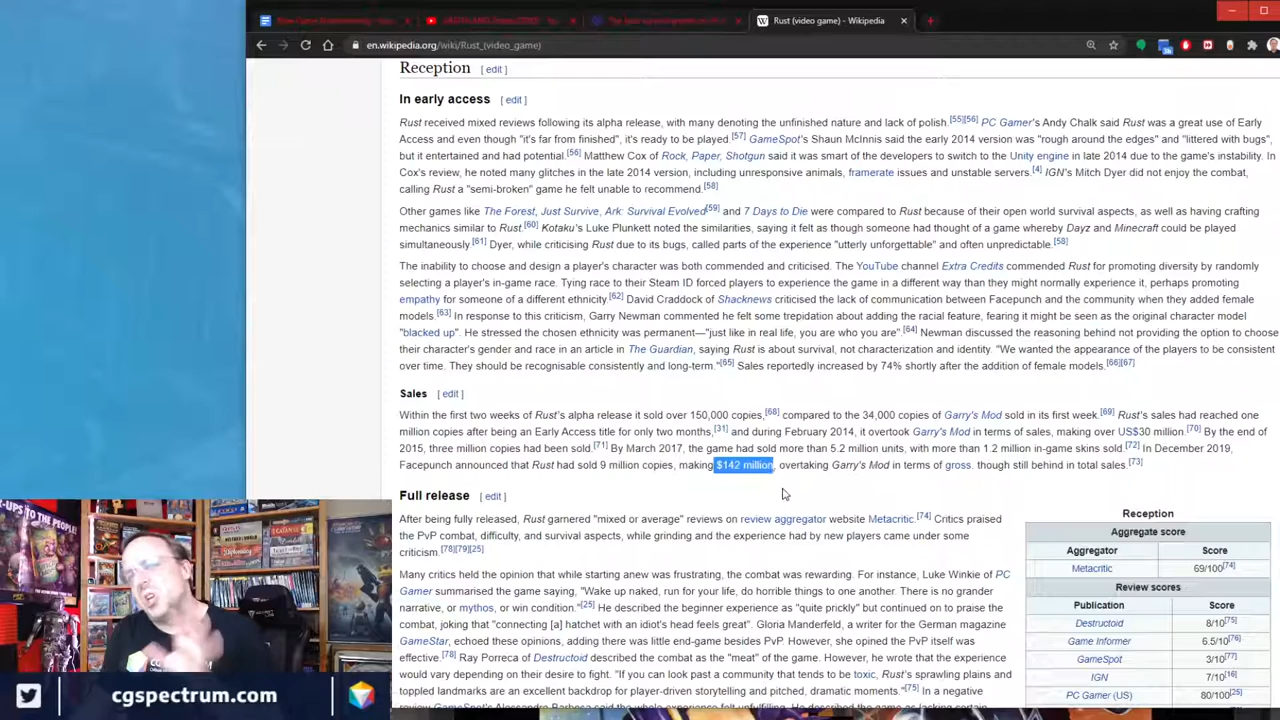 Rust (video game) - Wikipedia
en.wikipedia.org/wiki/Rust_(video_game)
Reception [ edit ]
In early access [ edit ]
Rust received mixed reviews following its alpha release, with many denoting the unfinished nature and lack of polish.[55][56] PC Gamer's Andy Chalk said Rust was a great use of Early
Access and even though "it's far from finished", it's ready to be played.[57] GameSpot's Shaun McInnis said the early 2014 version was "rough around the edges" and "littered with bugs",
but it entertained and had potential.[56] Matthew Cox of Rock, Paper, Shotgun said it was smart of the developers to switch to the Unity engine in late 2014 due to the game's instability. In
Cox's review, he noted many glitches in the late 2014 version, including unresponsive animals, framerate issues and unstable servers.[4] IGN's Mitch Dyer did not enjoy the combat,
calling Rust a "semi-broken" game he felt unable to recommend.[58]
Other games like The Forest, Just Survive, Ark: Survival Evolved[59] and 7 Days to Die were compared to Rust because of their open world survival aspects, as well as having crafting
mechanics similar to Rust.[60] Kotaku's Luke Plunkett noted the similarities, saying it felt as though someone had thought of a game whereby Dayz and Minecraft could be played
simultaneously.[61] Dyer, while criticising Rust due to its bugs, called parts of the experience "utterly unforgettable" and often unpredictable.[58]
The inability to choose and design a player's character was both commended and criticised. The YouTube channel Extra Credits commended Rust for promoting diversity by randomly
selecting a player's in-game race. Tying race to their Steam ID forced players to experience the game in a different way than they might normally experience it, perhaps promoting
empathy for someone of a different ethnicity.[62] David Craddock of Shacknews criticised the lack of communication between Facepunch and the community when they added female
models.[63] In response to this criticism, Garry Newman commented he felt some trepidation about adding the racial feature, fearing it might be seen as the original character model
"blacked up". He stressed the chosen ethnicity was permanent—"just like in real life, you are who you are".[64] Newman discussed the reasoning behind not providing the option to choose
their character's gender and race in an article in The Guardian, saying Rust is about survival, not characterization and identity. "We wanted the appearance of the players to be consistent
over time. They should be recognisable consistently and long-term."[65] Sales reportedly increased by 74% shortly after the addition of female models.[66][67]
Sales [ edit ]
Within the first two weeks of Rust's alpha release it sold over 150,000 copies,[68] compared to the 34,000 copies of Garry's Mod sold in its first week.[69] Rust's sales had reached one
million copies after being an Early Access title for only two months,[31] and during February 2014, it overtook Garry's Mod in terms of sales, making over US$30 million.[70] By the end of
2015, three million copies had been sold.[71] By March 2017, the game had sold more than 5.2 million units, with more than 1.2 million in-game skins sold.[72] In December 2019,
Facepunch announced that Rust had sold 9 million copies, making $142 million, overtaking Garry's Mod in terms of gross. though still behind in total sales.[73]
Full release [ edit ]
After being fully released, Rust garnered "mixed or average" reviews on review aggregator website Metacritic.[74] Critics praised
the PvP combat, difficulty, and survival aspects, while grinding and the experience had by new players came under some
criticism.[78][79][25]
Many critics held the opinion that while starting anew was frustrating, the combat was rewarding. For instance, Luke Winkie of PC
Gamer summarised the game saying, "Wake up naked, run for your life, do horrible things to one another. There is no grander
narrative, or mythos, or win condition."[25] He described the beginner experience as "quite prickly" but continued on to praise the
combat, joking that "connecting [a] hatchet with an idiot's head feels great". Gloria Manderfeld, a writer for the German magazine
GameStar, echoed these opinions, adding there was little end-game besides PvP. However, she opined the PvP itself was
effective.[78] Ray Porreca of Destructoid described the combat as the "meat" of the game. However, he wrote that the experience
would vary depending on their desire to fight. "If you can look past a community that tends to be toxic, Rust's sprawling plains and
toppled landmarks are an excellent backdrop for player-driven storytelling and pitched, dramatic moments."[75] In a negative
Reception
Aggregate score
Aggregator Score
Metacritic 69/100[74]
Review scores
Publication Score
Destructoid 8/10[75]
Game Informer 6.5/10[76]
GameSpot 3/10[77]
IGN 7/10[16]
PC Gamer (US) 80/100[25]
cgspectrum.com